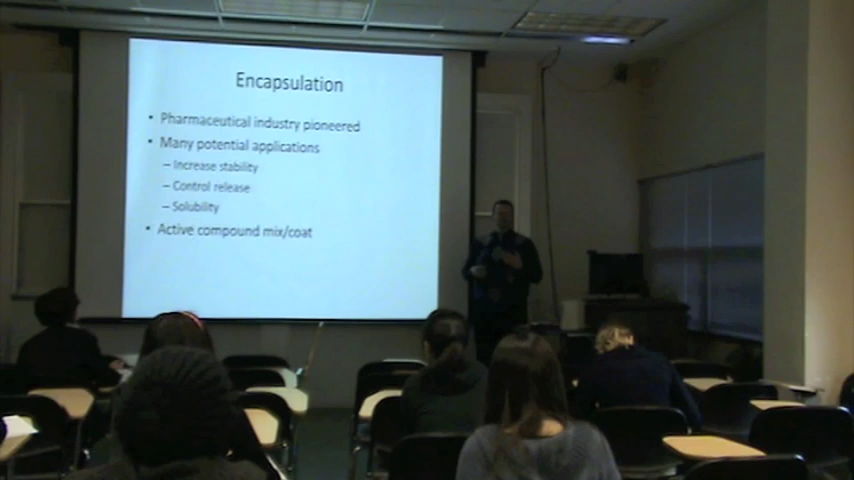 Encapsulation
• Pharmaceutical industry pioneered
• Many potential applications
– Increase stability
– Control release
– Solubility
• Active compound mix/coat